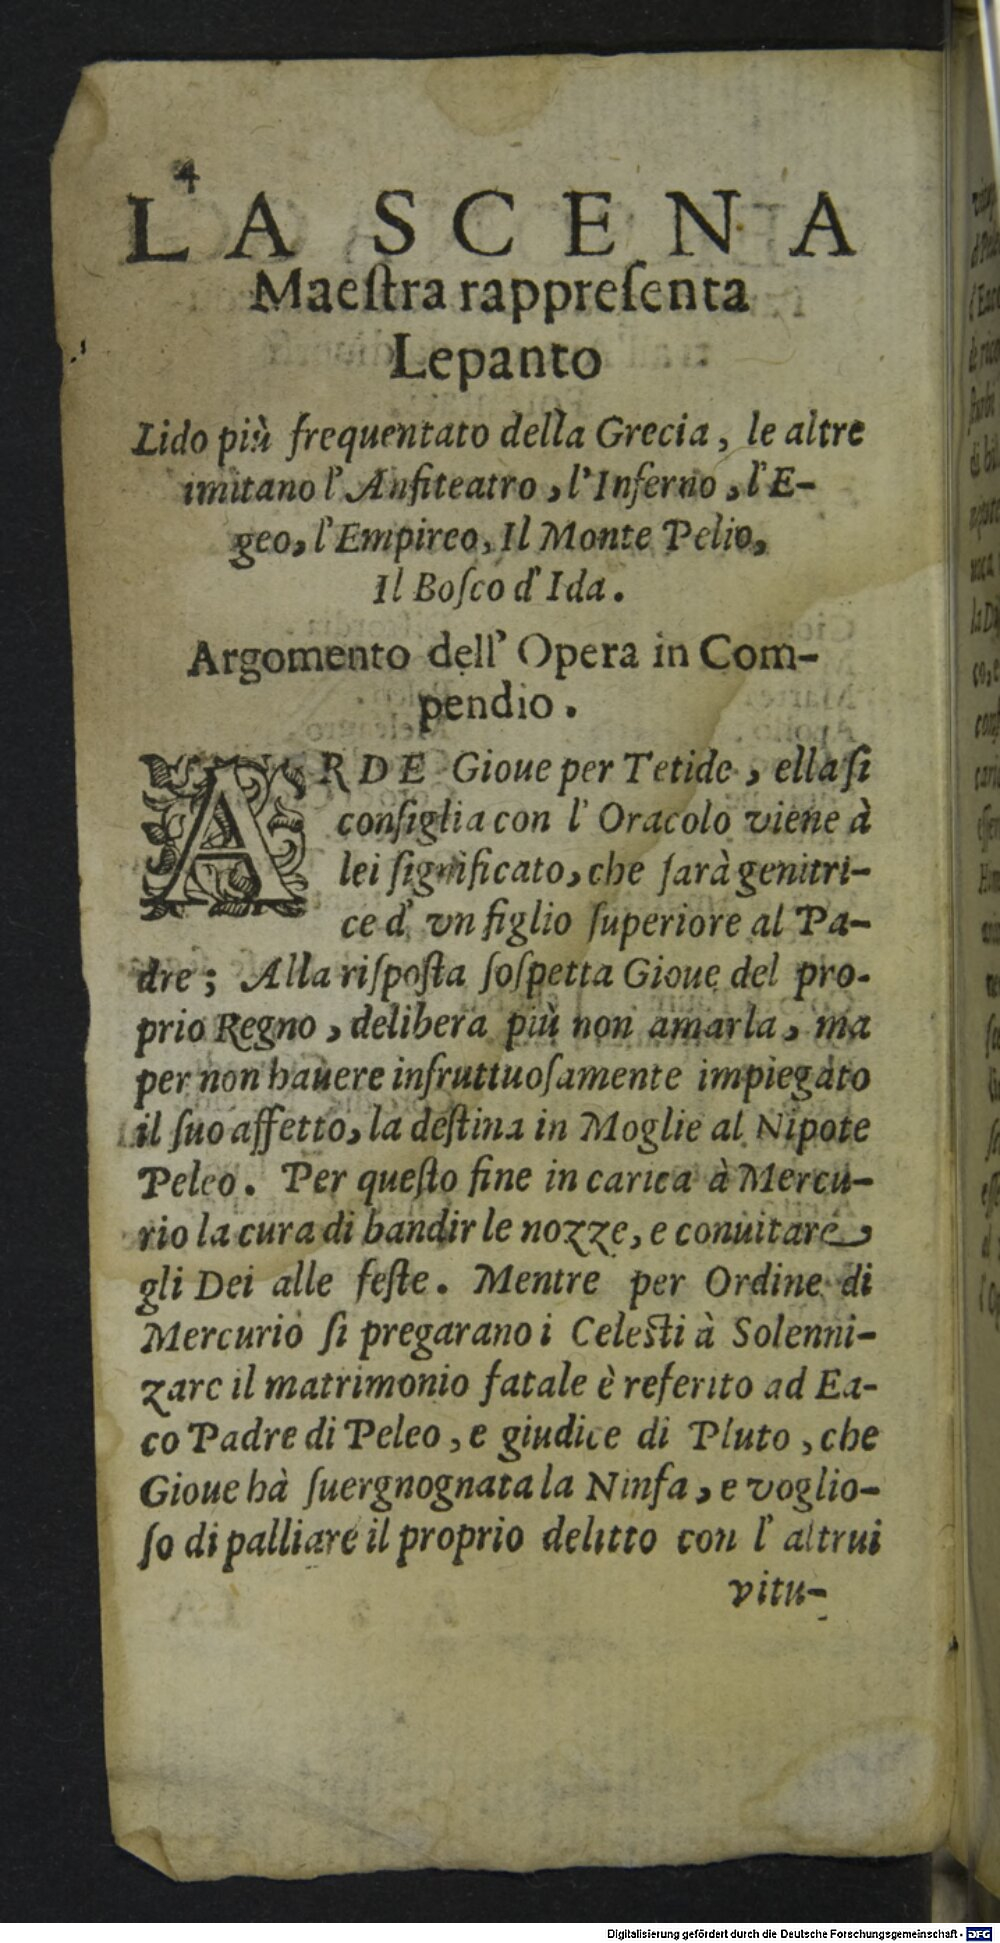 4
LA SCENA
Maeſtra rappreſenta
Lepanto
Lido più frequentato della Grecia, le altre
imitano l'Anfiteatro, l'Inferno, l'E-
geo, l'Empireo, Il Monte Pelio,
Il Boſco d'Ida.
Argomento dell' Opera in Com-
pendio.
ARDE Gioue per Tetide, ella ſi
conſiglia con l' Oracolo viene à
lei ſignificato, che ſarà genitri-
ce d' vn figlio ſuperiore al Pa-
dre; Alla riſpoſta ſoſpetta Gioue del pro-
prio Regno, delibera più non amarla, ma
per non hauere infruttuoſamente impiegato
il ſuo affetto, la deſtina in Moglie al Nipote
Peleo. Per queſto fine in carica à Mercu-
rio la cura di bandir le nozze, e conuitare,
gli Dei alle feſte. Mentre per Ordine di
Mercurio ſi pregarano i Celeſti à Solenni-
zare il matrimonio fatale è referito ad Ea-
co Padre di Peleo, e giudice di Pluto, che
Gioue hà ſuergnognata la Ninfa, e voglio-
ſo di palliare il proprio delitto con l' altrui
vitu-
Digitalisierung gefördert durch die Deutsche Forschungsgemeinschaft - DFG